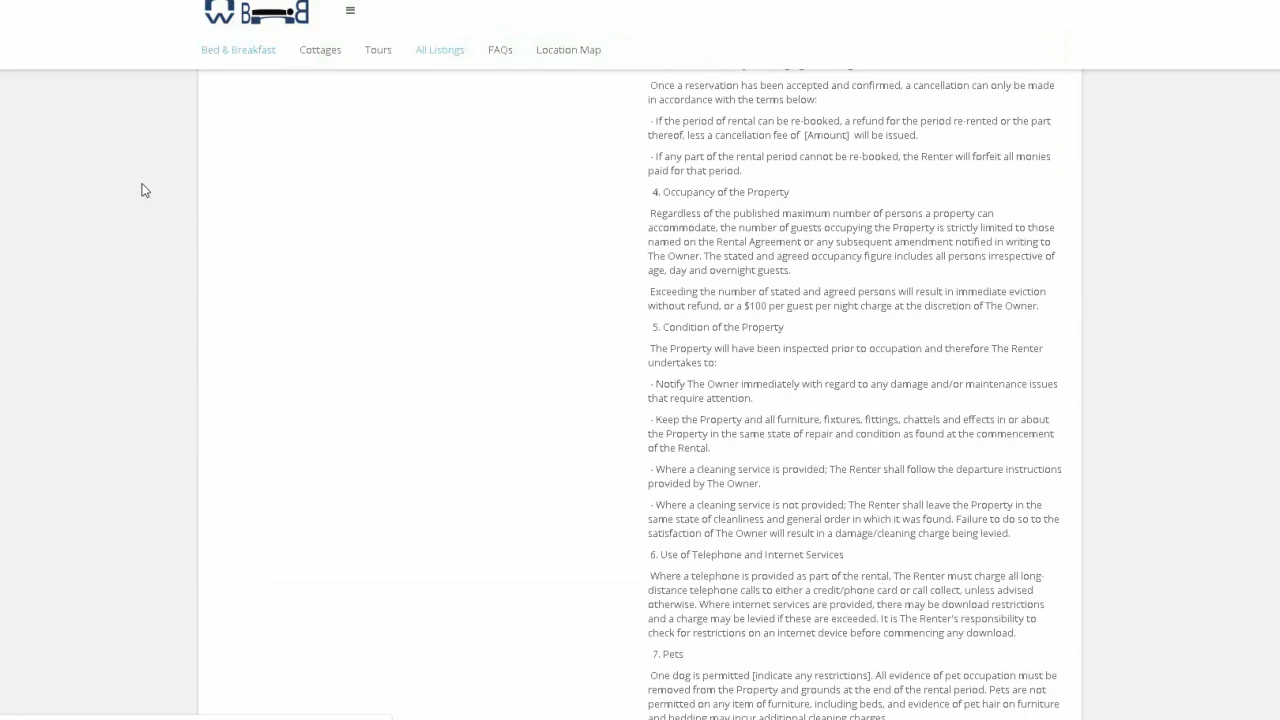 W B B
Bed & Breakfast Cottages Tours All Listings FAQs Location Map
Once a reservation has been accepted and confirmed, a cancellation can only be made
in accordance with the terms below:
· If the period of rental can be re-booked, a refund for the period re-rented or the part
thereof, less a cancellation fee of [Amount] will be issued.
· If any part of the rental period cannot be re-booked, the Renter will forfeit all monies
paid for that period.
4. Occupancy of the Property
Regardless of the published maximum number of persons a property can
accommodate, the number of guests occupying the Property is strictly limited to those
named on the Rental Agreement or any subsequent amendment notified in writing to
The Owner. The stated and agreed occupancy figure includes all persons irrespective of
age, day and overnight guests.
Exceeding the number of stated and agreed persons will result in immediate eviction
without refund, or a $100 per guest per night charge at the discretion of The Owner.
5. Condition of the Property
The Property will have been inspected prior to occupation and therefore The Renter
undertakes to:
· Notify The Owner immediately with regard to any damage and/or maintenance issues
that require attention.
· Keep the Property and all furniture, fixtures, fittings, chattels and effects in or about
the Property in the same state of repair and condition as found at the commencement
of the Rental.
· Where a cleaning service is provided; The Renter shall follow the departure instructions
provided by The Owner.
· Where a cleaning service is not provided; The Renter shall leave the Property in the
same state of cleanliness and general order in which it was found. Failure to do so to the
satisfaction of The Owner will result in a damage/cleaning charge being levied.
6. Use of Telephone and Internet Services
Where a telephone is provided as part of the rental, The Renter must charge all long-
distance telephone calls to either a credit/phone card or call collect, unless advised
otherwise. Where internet services are provided, there may be download restrictions
and a charge may be levied if these are exceeded. It is The Renter's responsibility to
check for restrictions on an internet device before commencing any download.
7. Pets
One dog is permitted [indicate any restrictions]. All evidence of pet occupation must be
removed from the Property and grounds at the end of the rental period. Pets are not
permitted on any item of furniture, including beds, and evidence of pet hair on furniture
and bedding may incur additional cleaning charges.